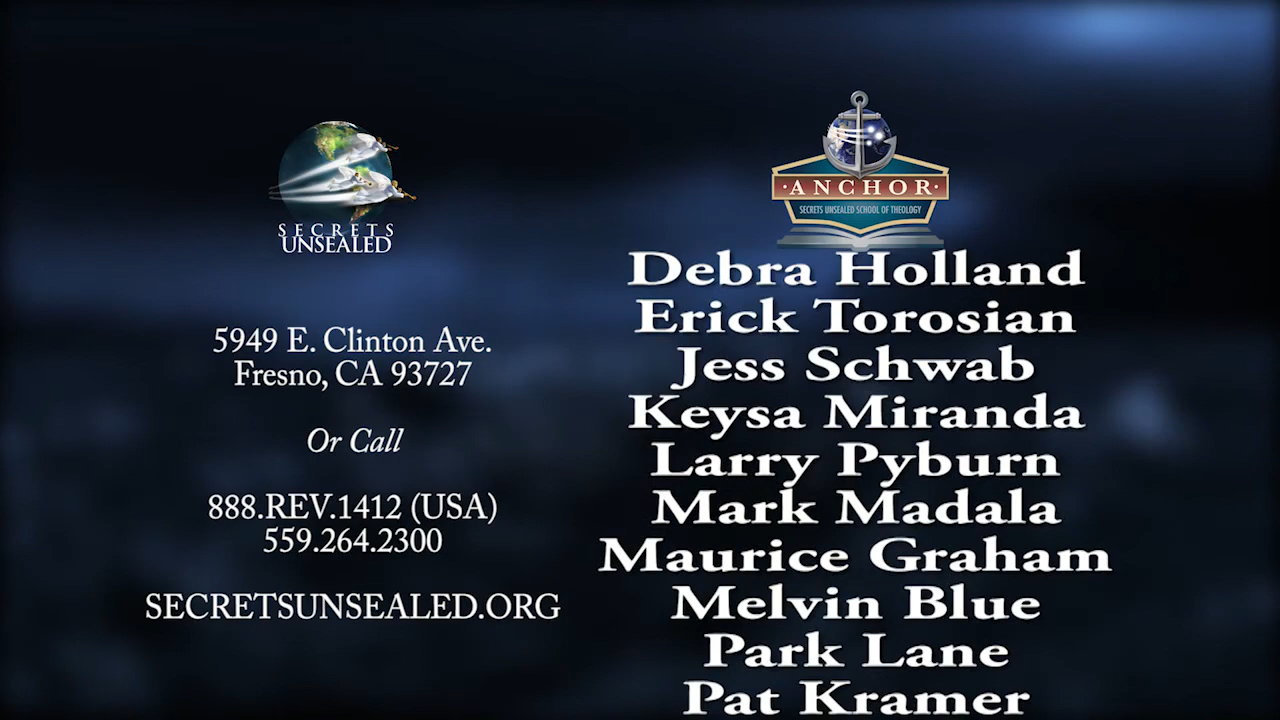 SECRETS
UNSEALED
5949 E. Clinton Ave.
Fresno, CA 93727
Or Call
888.REV.1412 (USA)
559.264.2300
SECRETSUNSEALED.ORG
·ANCHOR·
SECRETS UNSEALED SCHOOL OF THEOLOGY
Debra Holland
Erick Torosian
Jess Schwab
Keysa Miranda
Larry Pyburn
Mark Madala
Maurice Graham
Melvin Blue
Park Lane
Pat Kramer